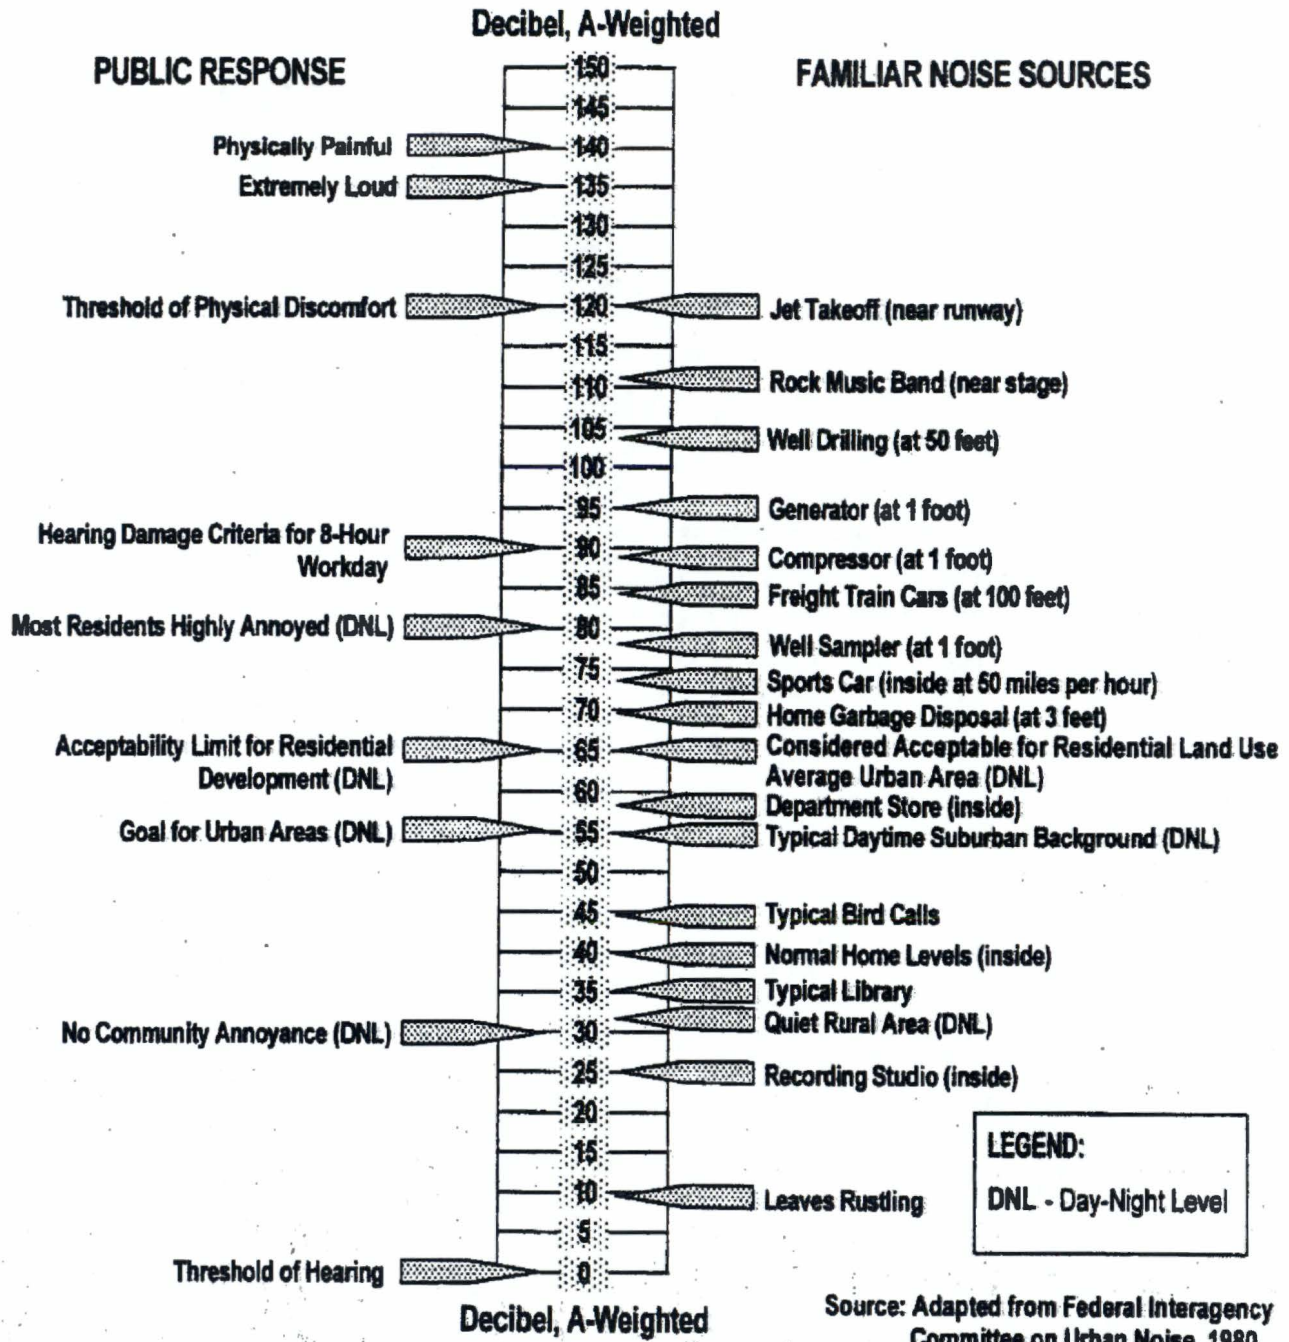 Decibel, A-Weighted
PUBLIC RESPONSE
FAMILIAR NOISE SOURCES
150
145
Physically Painful
140
Extremely Loud
135
130
125
Threshold of Physical Discomfort
120
Jet Takeoff (near runway)
115
110
Rock Music Band (near stage)
105
Well Drilling (at 50 feet)
100
95
Generator (at 1 foot)
Hearing Damage Criteria for 8-Hour
Workday
90
Compressor (at 1 foot)
85
Freight Train Cars (at 100 feet)
Most Residents Highly Annoyed (DNL)
80
Well Sampler (at 1 foot)
75
Sports Car (inside at 50 miles per hour)
70
Home Garbage Disposal (at 3 feet)
Acceptability Limit for Residential
Development (DNL)
65
Considered Acceptable for Residential Land Use
Average Urban Area (DNL)
60
Department Store (inside)
Goal for Urban Areas (DNL)
55
Typical Daytime Suburban Background (DNL)
50
45
Typical Bird Calls
40
Normal Home Levels (inside)
35
Typical Library
Quiet Rural Area (DNL)
No Community Annoyance (DNL)
30
25
Recording Studio (inside)
20
15
10
Leaves Rustling
5
Threshold of Hearing
0
Decibel, A-Weighted
LEGEND:
DNL - Day-Night Level
Source: Adapted from Federal Interagency
Committee on Urban Noise, 1980